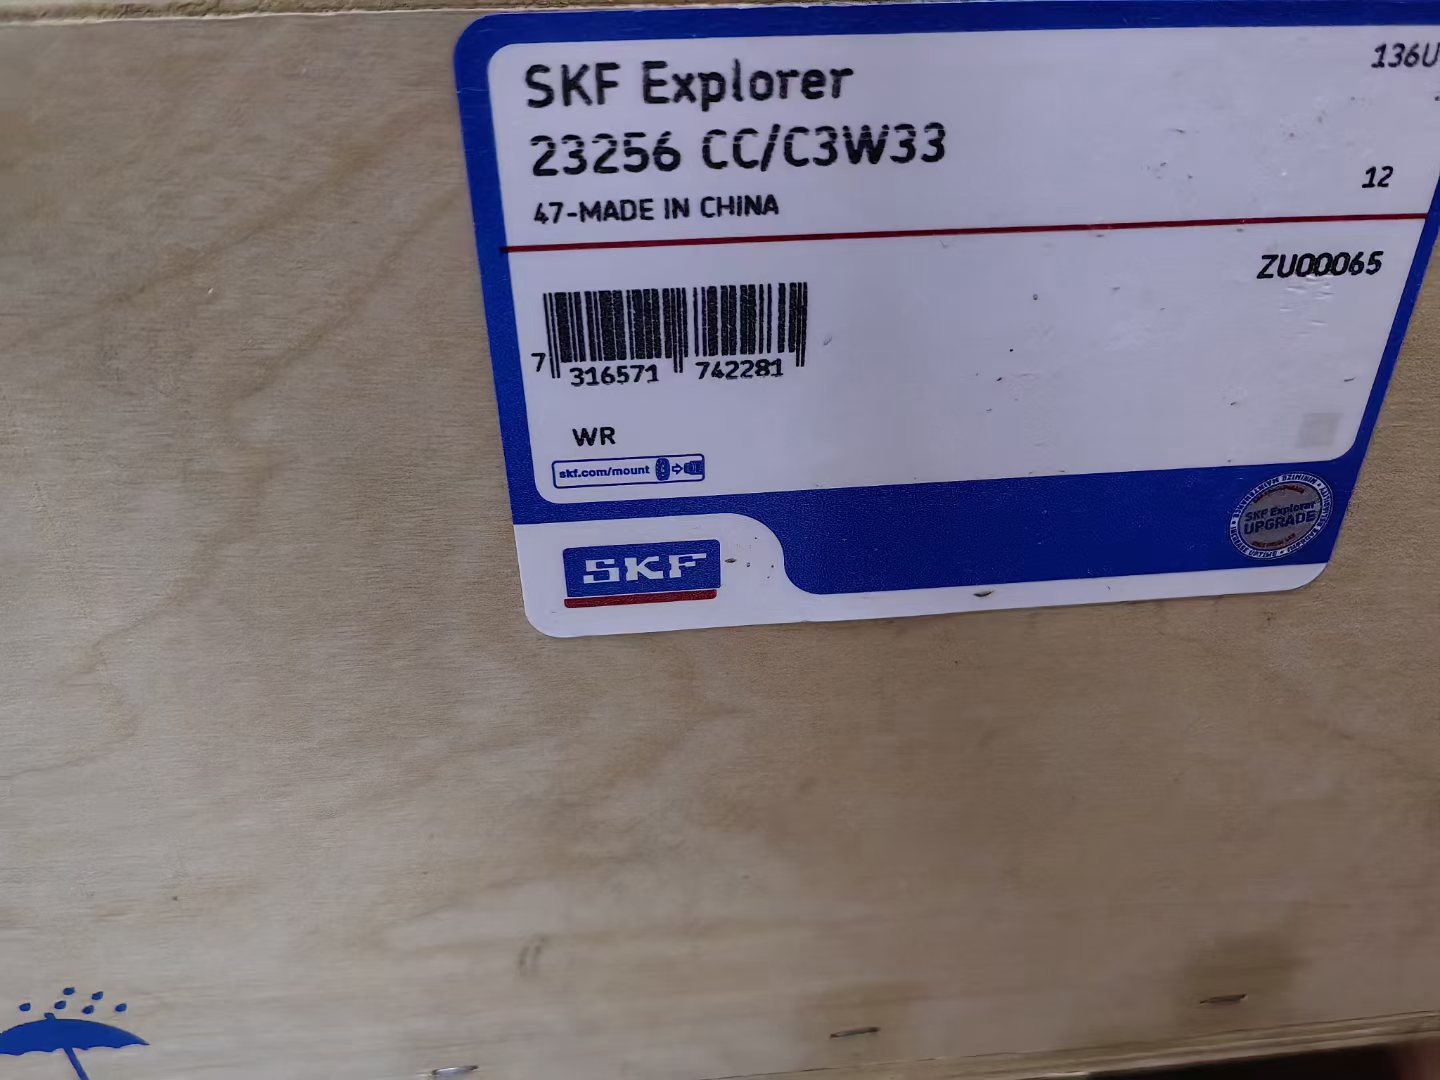 SKF Explorer
136U
23256 CC/C3W33
12
47-MADE IN CHINA
ZU00065
7 316571 742281
WR
skf.com/mount
SKF
SKF Explorer
UPGRADE